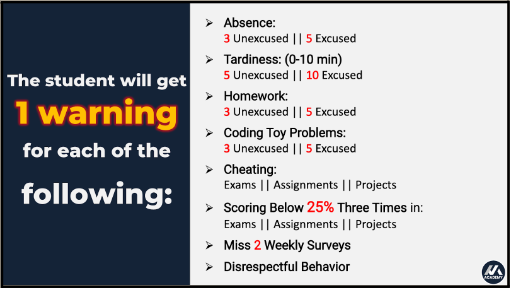 The student will get
1 warning
for each of the
following:
Absence:
3 Unexcused || 5 Excused
Tardiness: (0-10 min)
5 Unexcused || 10 Excused
Homework:
3 Unexcused || 5 Excused
Coding Toy Problems:
3 Unexcused || 5 Excused
Cheating:
Exams || Assignments || Projects
Scoring Below 25% Three Times in:
Exams || Assignments || Projects
Miss 2 Weekly Surveys
Disrespectful Behavior
ACADEMY